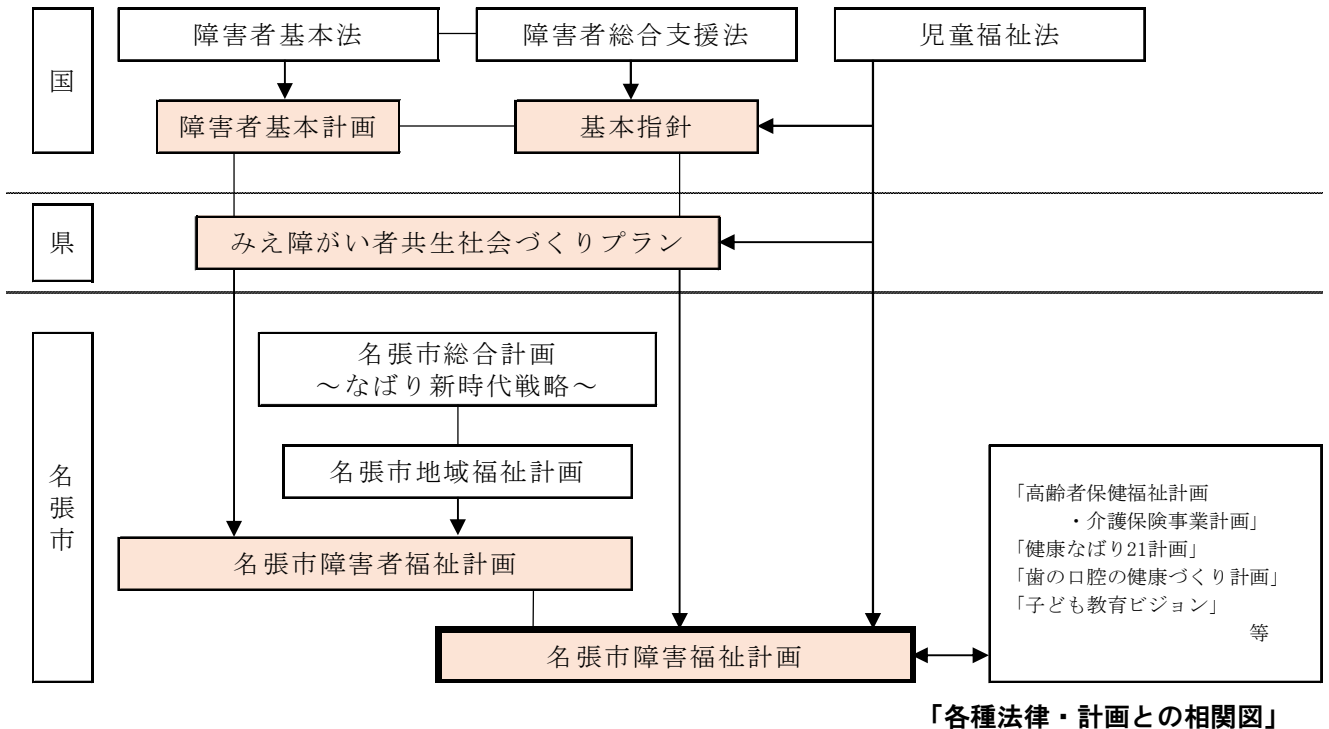 国
障害者基本法
障害者総合支援法
児童福祉法
障害者基本計画
基本指針
県
みえ障がい者共生社会づくりプラン
名張市
名張市総合計画
～なばり新時代戦略～
名張市地域福祉計画
名張市障害者福祉計画
名張市障害福祉計画
「高齢者保健福祉計画
・介護保険事業計画」
「健康なばり21計画」
「歯の口腔の健康づくり計画」
「子ども教育ビジョン」
等
「各種法律・計画との相関図」